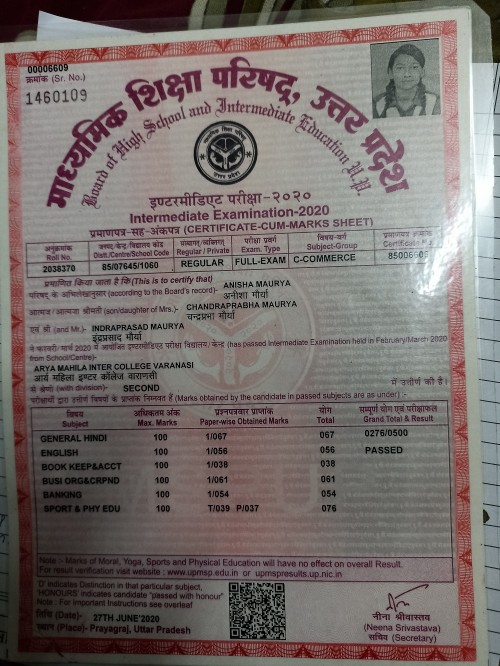 00006609
क्रमांक (Sr. No.)
1460109
माध्यमिक शिक्षा परिषद्, उत्तर प्रदेश
Board of High School and Intermediate Education U.P.
इण्टरमीडिएट परीक्षा-२०२०
Intermediate Examination-2020
प्रमाणपत्र-सह-अंकपत्र (CERTIFICATE-CUM-MARKS SHEET)
अनुक्रमांक जनपद/केन्द्र/विद्यालय कोड संस्थागत/व्यक्तिगत परीक्षा प्रवर्ग विषय-वर्ग प्रमाणपत्र क्रमांक
Roll No. Distt./Centre/School Code Regular / Private Exam. Type Subject-Group Certificate No.
2038370 85/07645/1060 REGULAR FULL-EXAM C-COMMERCE 85006609
प्रमाणित किया जाता है कि(This is to certify that) ANISHA MAURYA
परिषद् के अभिलेखानुसार (according to the Board's record)- अनीशा मौर्या
आत्मज / आत्मजा श्रीमती (son/daughter of Mrs.)- CHANDRAPRABHA MAURYA
चन्द्रप्रभा मौर्या
एवं श्री (and Mr.)- INDRAPRASAD MAURYA
इंद्रप्रसाद मौर्या
ने फरवरी/मार्च 2020 में आयोजित इण्टरमीडिएट परीक्षा विद्यालय/केन्द्र (has passed Intermediate Examination held in February/March-2020
from School/Centre)-
ARYA MAHILA INTER COLLEGE VARANASI
आर्य महिला इण्टर कॉलेज वाराणसी
से श्रेणी (with division)- SECOND में उत्तीर्ण की है।
परीक्षार्थी द्वारा उत्तीर्ण विषयों के प्राप्तांक निम्नवत हैं (Marks obtained by the candidate in passed subjects are as under) :-
विषय अधिकतम अंक प्रश्नपत्रवार प्राप्तांक योग सम्पूर्ण योग एवं परीक्षाफल
Subject Max. Marks Paper-wise Obtained Marks Total Grand Total & Result
GENERAL HINDI 100 1/067 067 0276/0500
ENGLISH 100 1/056 056 PASSED
BOOK KEEP&ACCT 100 1/038 038
BUSI ORG&CRPND 100 1/061 061
BANKING 100 1/054 054
SPORT & PHY EDU 100 T/039 P/037 076
Note :- Marks of Moral, Yoga, Sports and Physical Education will have no effect on overall Result.
For result verification visit website : www.upmsp.edu.in or upmspresults.up.nic.in
'D' indicates Distinction in that particular subject,
'HONOURS' indicates candidate "passed with honour"
Note : For Important Instructions see overleaf
तिथि (Date)- 27TH JUNE'2020
स्थान (Place)- Prayagraj, Uttar Pradesh
नीना श्रीवास्तव
(Neena Srivastava)
सचिव (Secretary)